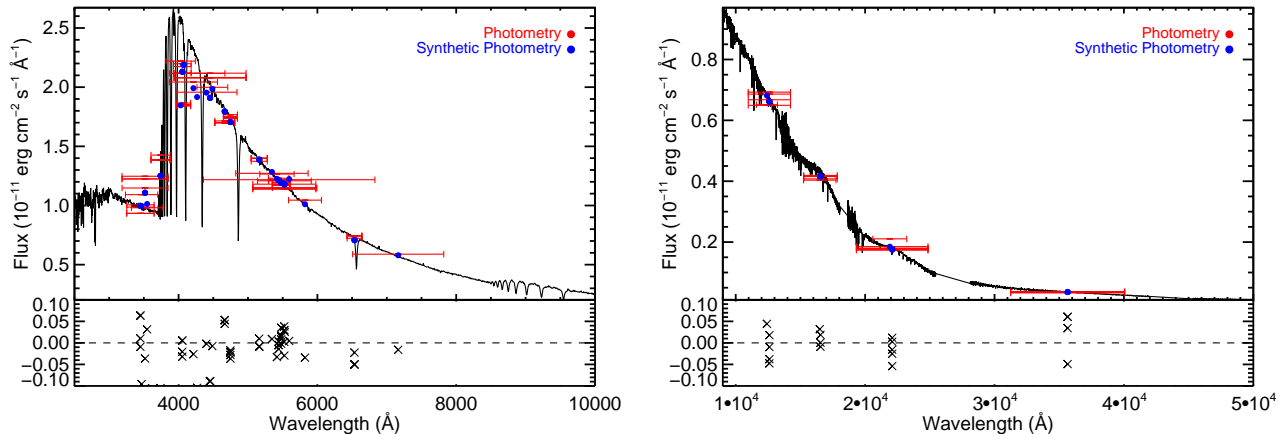 Photometry
Synthetic Photometry
Flux (10⁻¹¹ erg cm⁻² s⁻¹ Å⁻¹)
2.5
2.0
1.5
1.0
0.5
0.10
0.05
0.00
−0.05
−0.10
4000 6000 8000 10000
Wavelength (Å)
Photometry
Synthetic Photometry
Flux (10⁻¹¹ erg cm⁻² s⁻¹ Å⁻¹)
0.8
0.6
0.4
0.2
0.10
0.05
0.00
−0.05
−0.10
1•10⁴ 2•10⁴ 3•10⁴ 4•10⁴ 5•10⁴
Wavelength (Å)